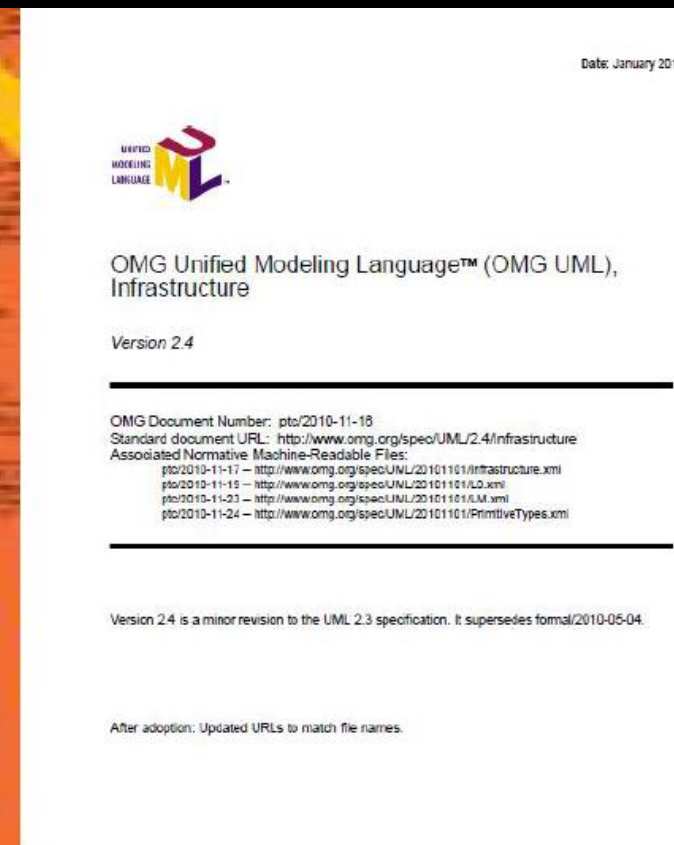 Date: January 201
UNIFIED
MODELING
LANGUAGE
UML™
OMG Unified Modeling Language™ (OMG UML),
Infrastructure
Version 2.4
OMG Document Number: ptc/2010-11-16
Standard document URL: http://www.omg.org/spec/UML/2.4/Infrastructure
Associated Normative Machine-Readable Files:
ptc/2010-11-17 – http://www.omg.org/spec/UML/20101101/Infrastructure.xmi
ptc/2010-11-19 – http://www.omg.org/spec/UML/20101101/L0.xmi
ptc/2010-11-23 – http://www.omg.org/spec/UML/20101101/LM.xmi
ptc/2010-11-24 – http://www.omg.org/spec/UML/20101101/PrimitiveTypes.xmi
Version 2.4 is a minor revision to the UML 2.3 specification. It supersedes formal/2010-05-04.
After adoption: Updated URLs to match file names.